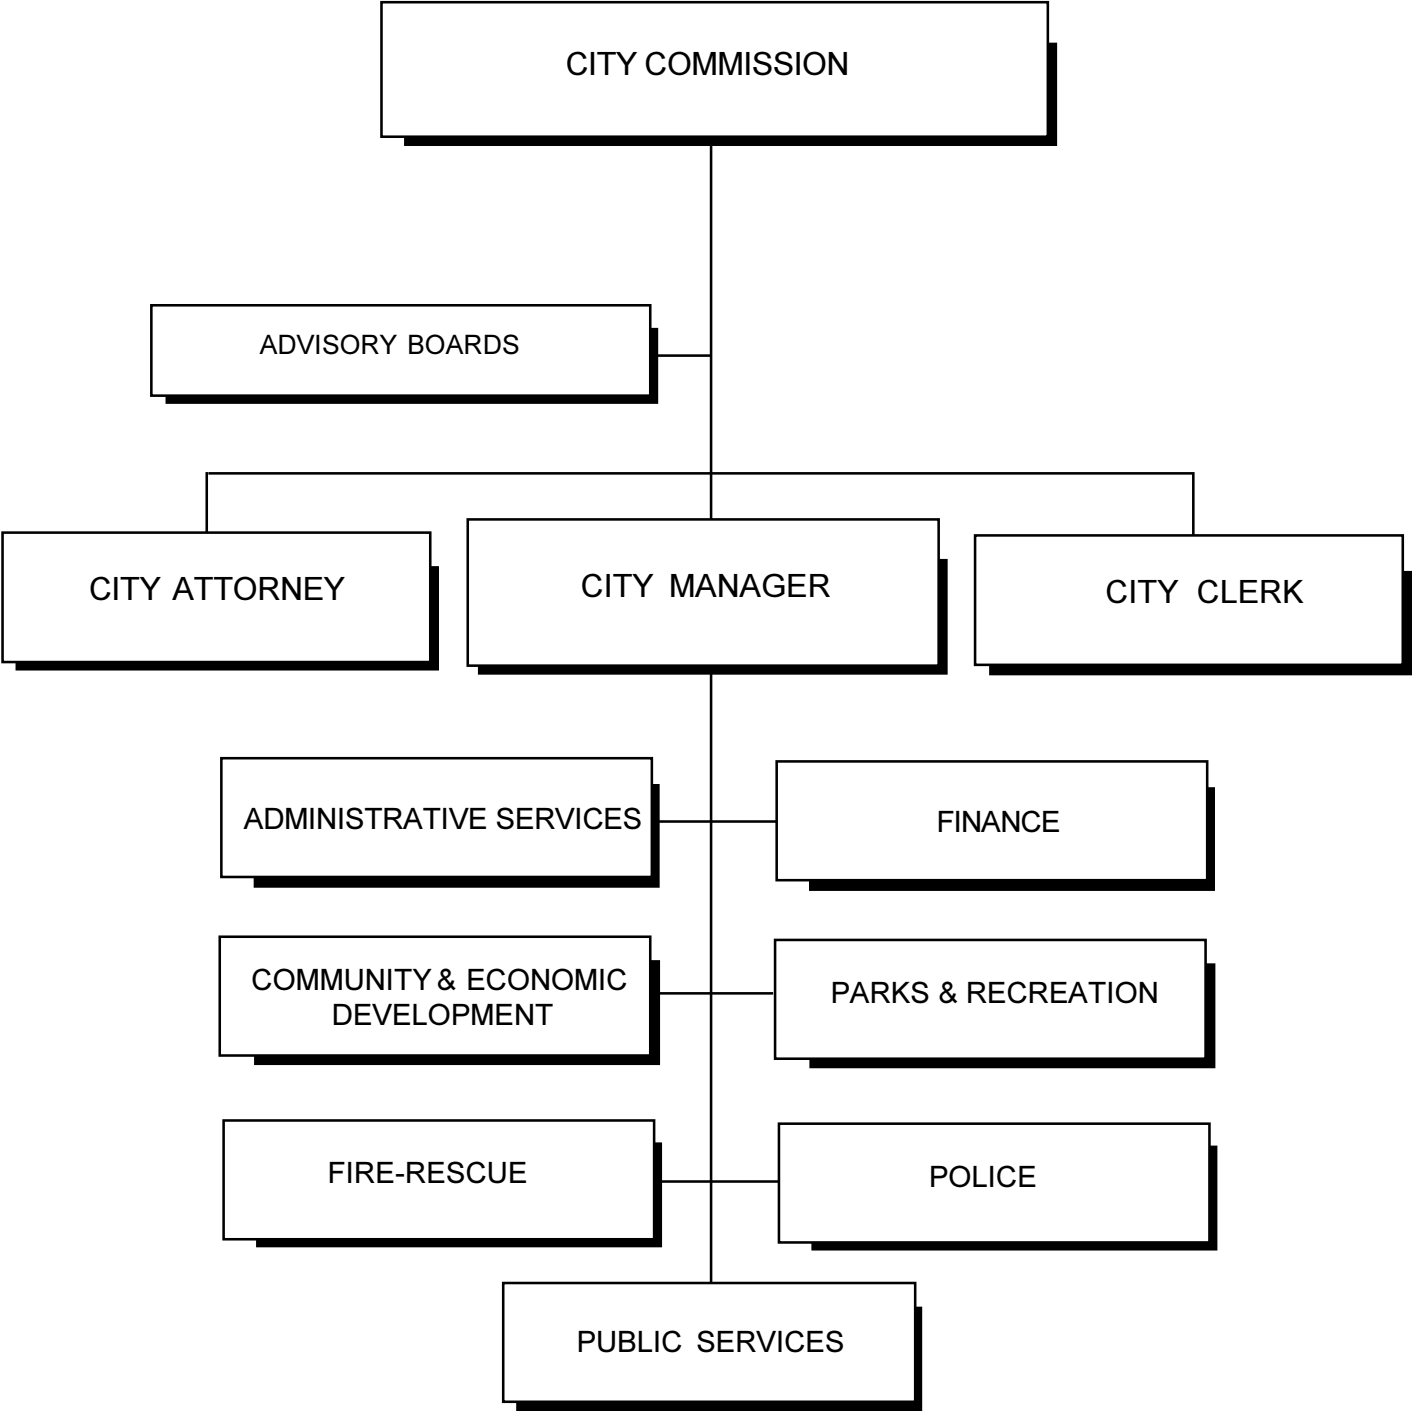 CITY COMMISSION
ADVISORY BOARDS
CITY ATTORNEY
CITY MANAGER
CITY CLERK
ADMINISTRATIVE SERVICES
FINANCE
COMMUNITY & ECONOMIC
DEVELOPMENT
PARKS & RECREATION
FIRE-RESCUE
POLICE
PUBLIC SERVICES